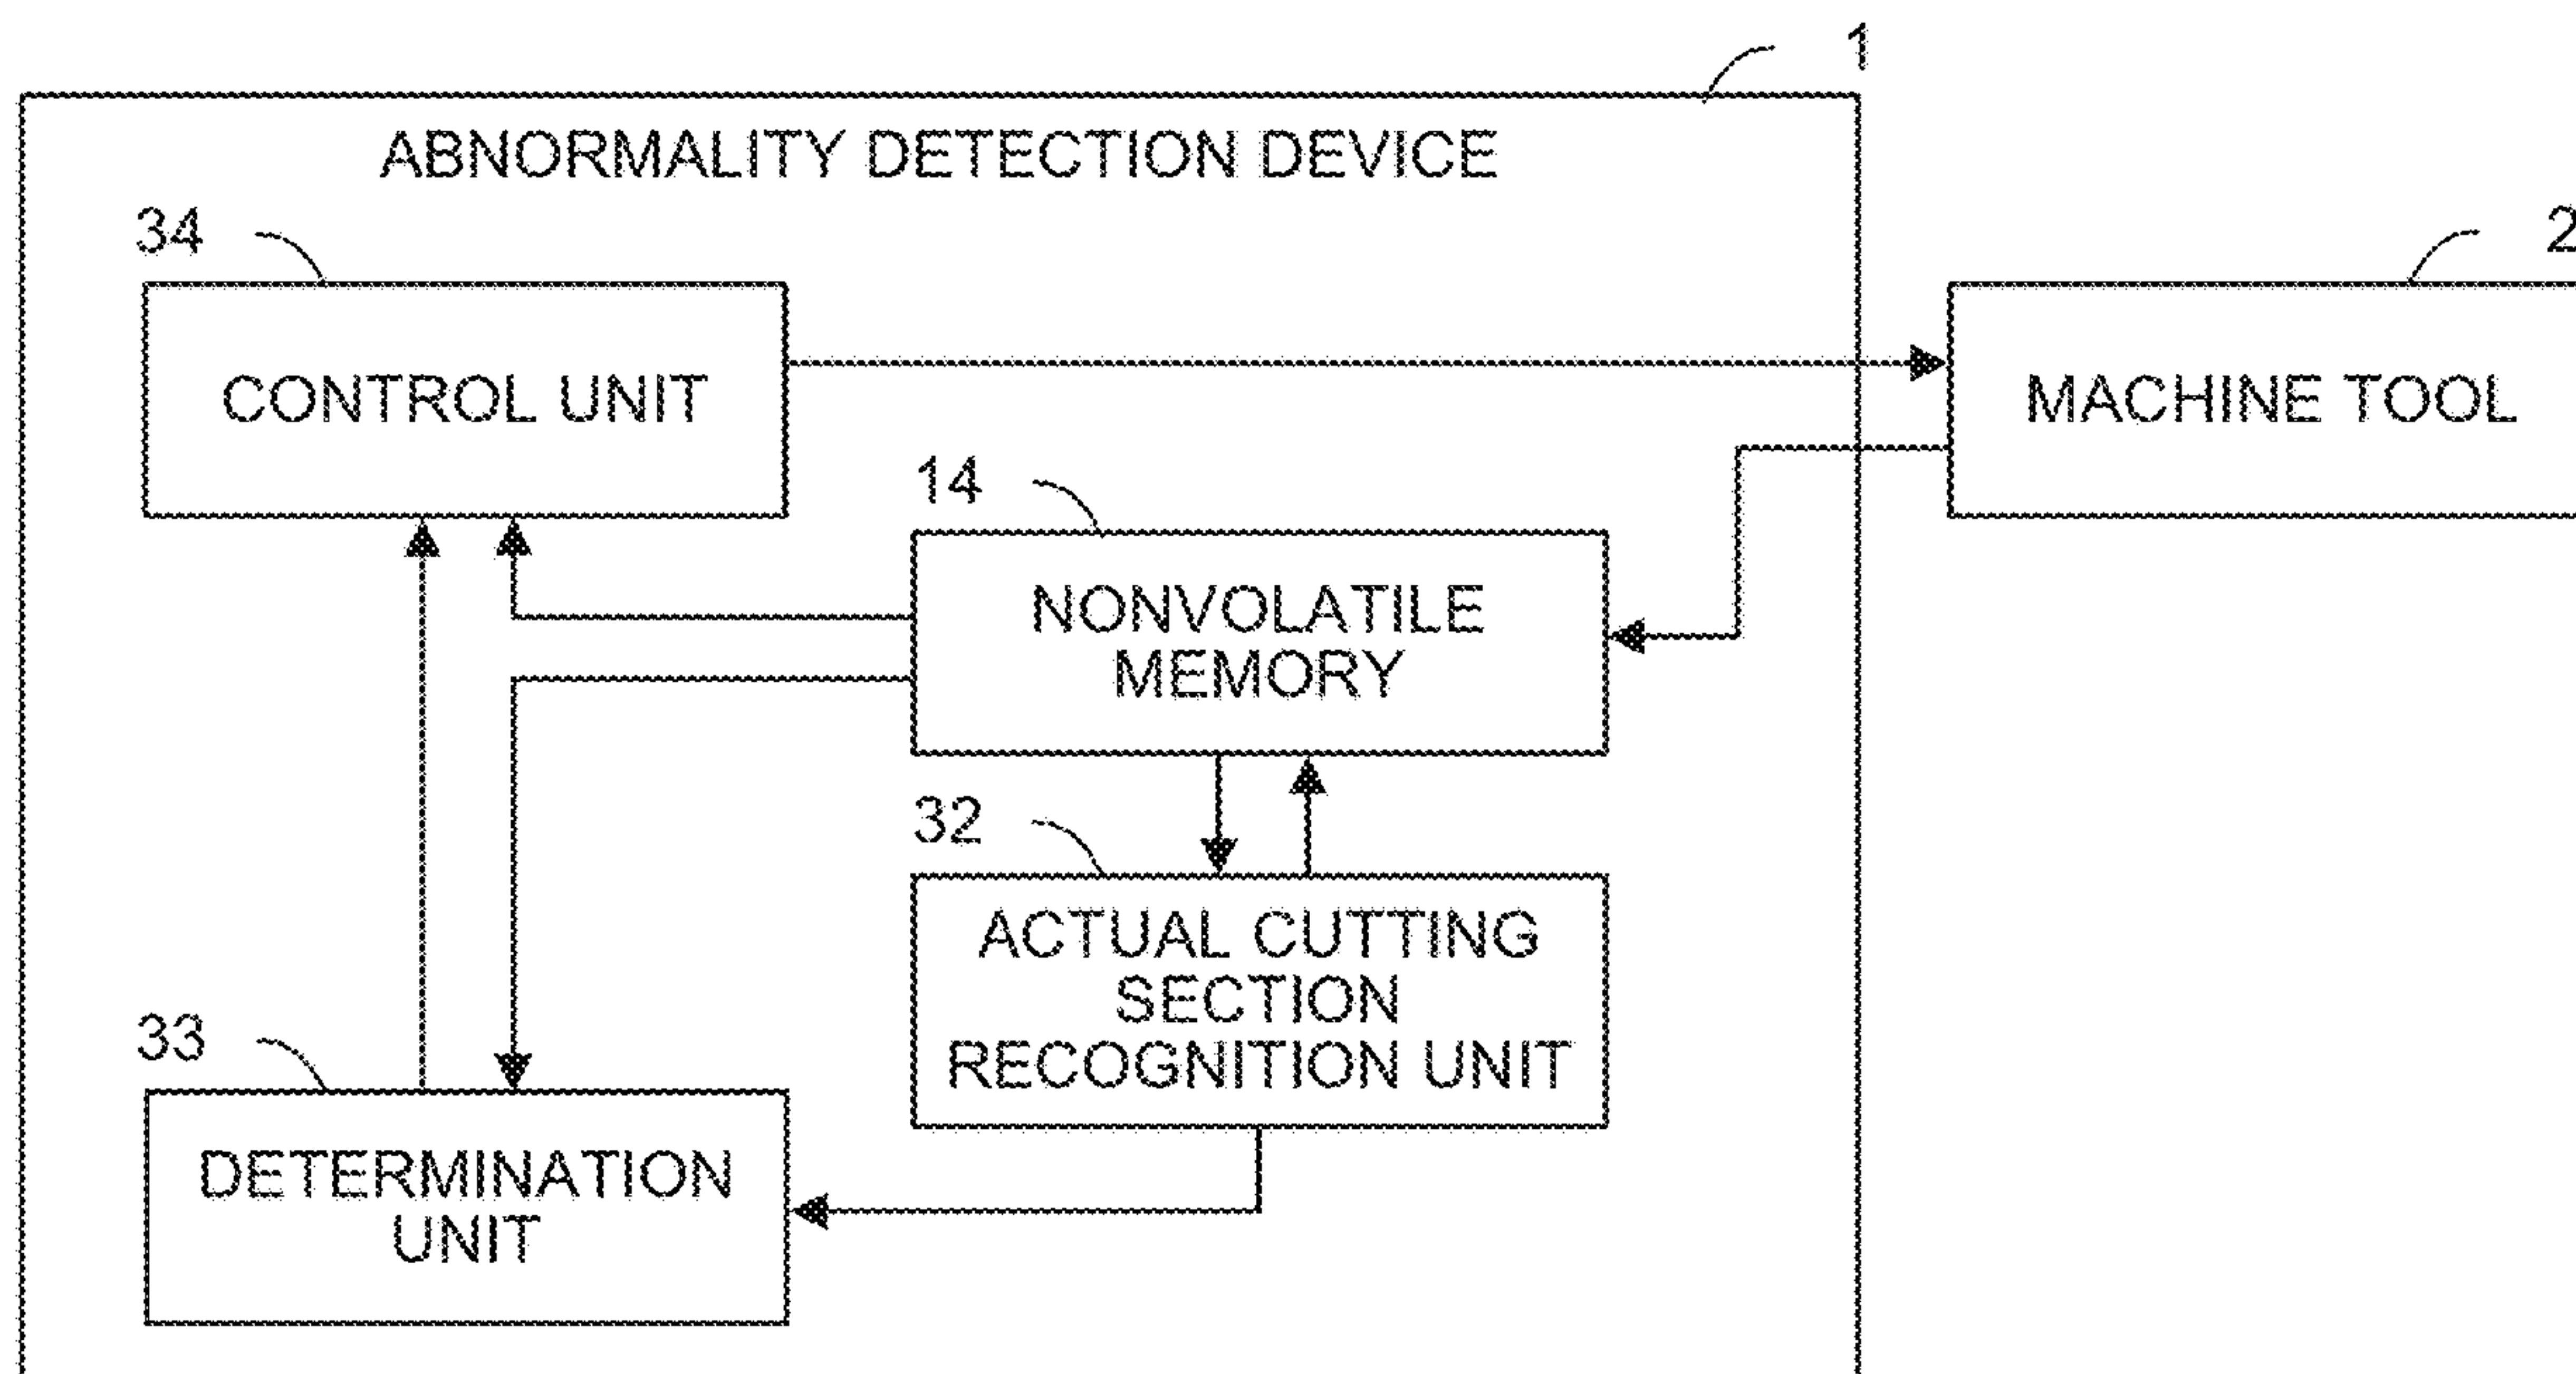 1
ABNORMALITY DETECTION DEVICE
34
2
CONTROL UNIT
MACHINE TOOL
14
NONVOLATILE
MEMORY
32
ACTUAL CUTTING
SECTION
RECOGNITION UNIT
33
DETERMINATION
UNIT